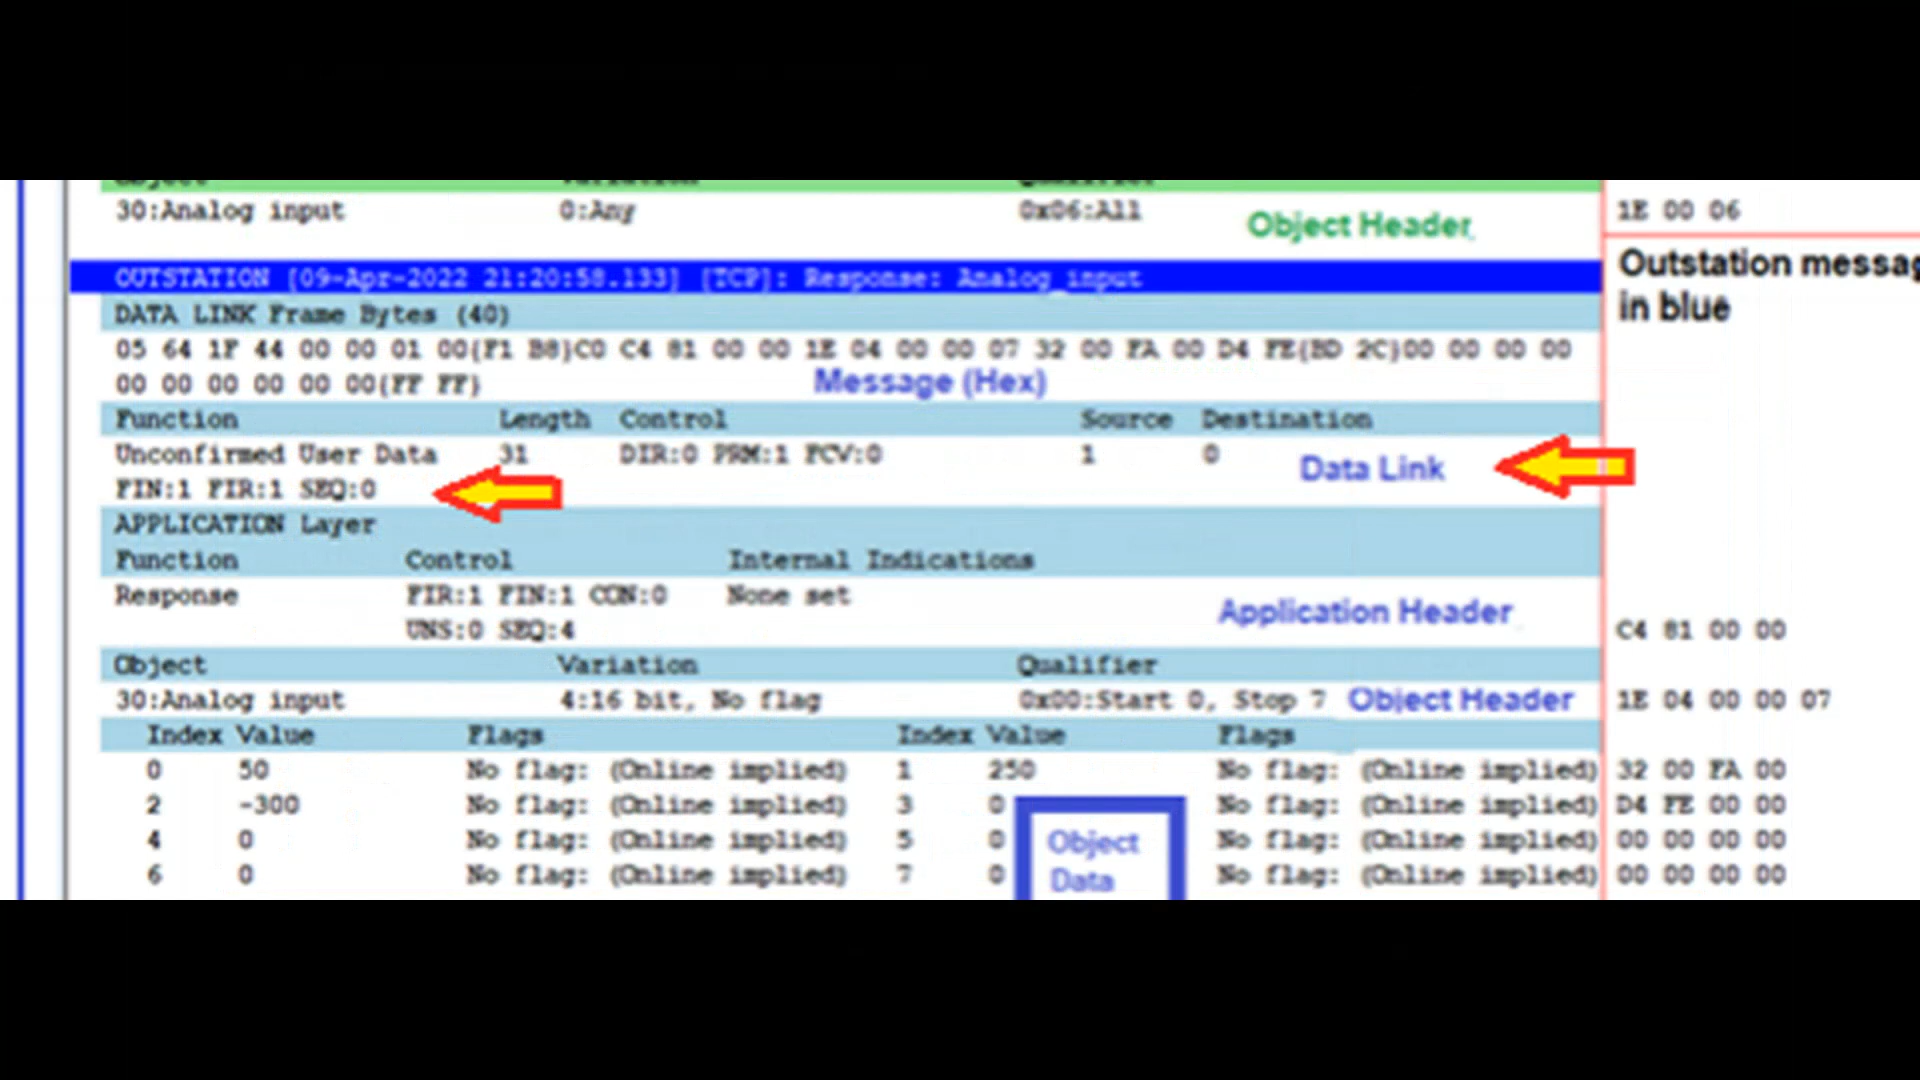 Object Variation Qualifier
30:Analog input 0:Any 0x06:All Object Header 1E 00 06
OUTSTATION [09-Apr-2022 21:20:58.133] [TCP]: Response: Analog_input
Outstation messag
in blue
DATA LINK Frame Bytes (40)
05 64 1F 44 00 00 01 00{F1 B8}C0 C4 81 00 00 1E 04 00 00 07 32 00 FA 00 D4 FE{BD 2C}00 00 00 00
00 00 00 00 00 00{FF FF} Message (Hex)
Function Length Control Source Destination
Unconfirmed User Data 31 DIR:0 PRM:1 FCV:0 1 0 Data Link
FIN:1 FIR:1 SEQ:0
APPLICATION Layer
Function Control Internal Indications
Response FIR:1 FIN:1 CON:0 None set Application Header
UNS:0 SEQ:4 C4 81 00 00
Object Variation Qualifier
30:Analog input 4:16 bit, No flag 0x00:Start 0, Stop 7 Object Header 1E 04 00 00 07
Index Value Flags Index Value Flags
0 50 No flag: (Online implied) 1 250 No flag: (Online implied) 32 00 FA 00
2 -300 No flag: (Online implied) 3 0 No flag: (Online implied) D4 FE 00 00
4 0 No flag: (Online implied) 5 0 Object No flag: (Online implied) 00 00 00 00
6 0 No flag: (Online implied) 7 0 Data No flag: (Online implied) 00 00 00 00